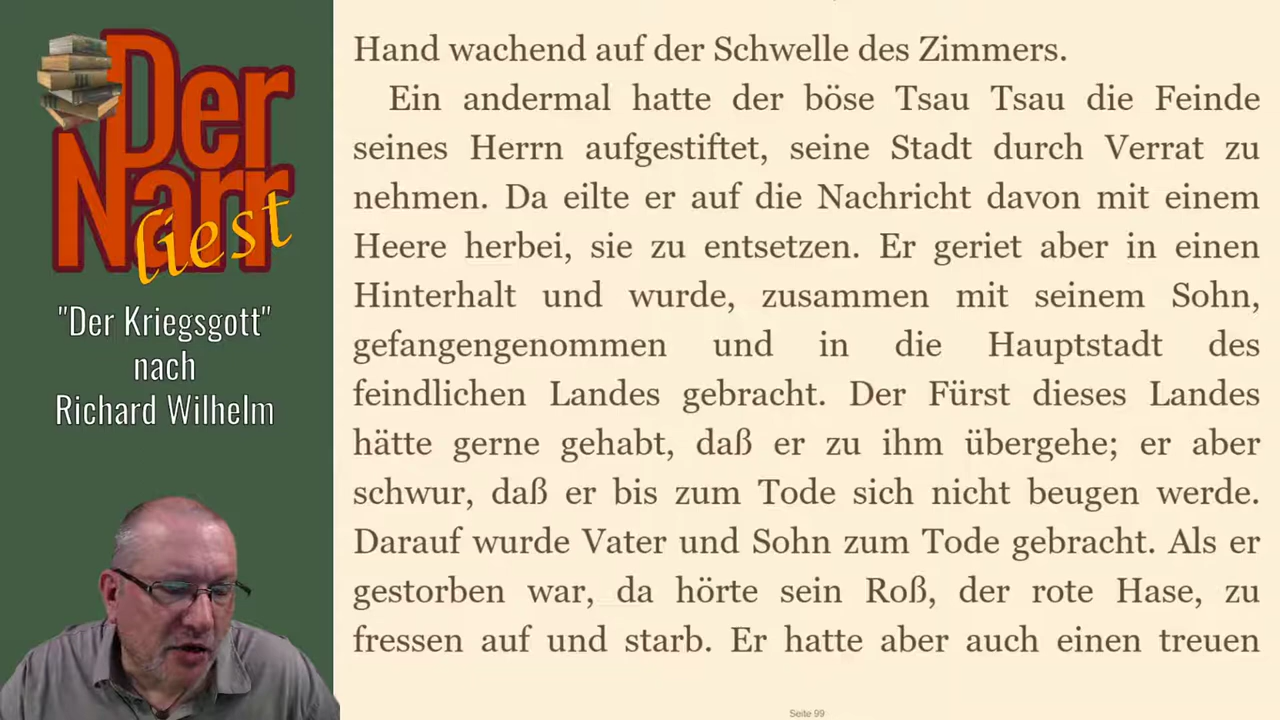 Der
Narr
liest
"Der Kriegsgott"
nach
Richard Wilhelm
Hand wachend auf der Schwelle des Zimmers.
Ein andermal hatte der böse Tsau Tsau die Feinde
seines Herrn aufgestiftet, seine Stadt durch Verrat zu
nehmen. Da eilte er auf die Nachricht davon mit einem
Heere herbei, sie zu entsetzen. Er geriet aber in einen
Hinterhalt und wurde, zusammen mit seinem Sohn,
gefangengenommen und in die Hauptstadt des
feindlichen Landes gebracht. Der Fürst dieses Landes
hätte gerne gehabt, daß er zu ihm übergehe; er aber
schwur, daß er bis zum Tode sich nicht beugen werde.
Darauf wurde Vater und Sohn zum Tode gebracht. Als er
gestorben war, da hörte sein Roß, der rote Hase, zu
fressen auf und starb. Er hatte aber auch einen treuen
Seite 99